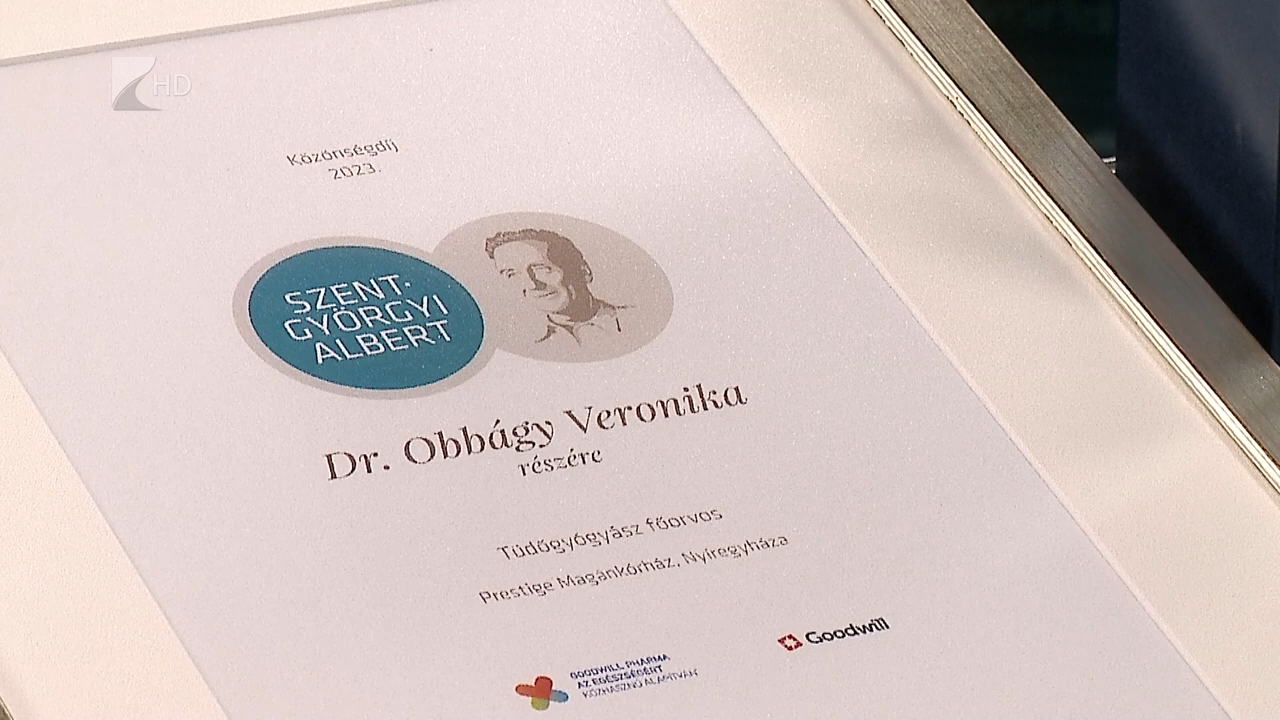 HD
Közönségdíj
2023.
SZENT-
GYÖRGYI
ALBERT
Dr. Obbágy Veronika
részére
Tüdőgyógyász főorvos
Prestige Magánkórház, Nyíregyháza
Goodwill
GOODWILL PHARMA
AZ EGÉSZSÉGÉRT
KÖZHASZNÚ ALAPÍTVÁNY